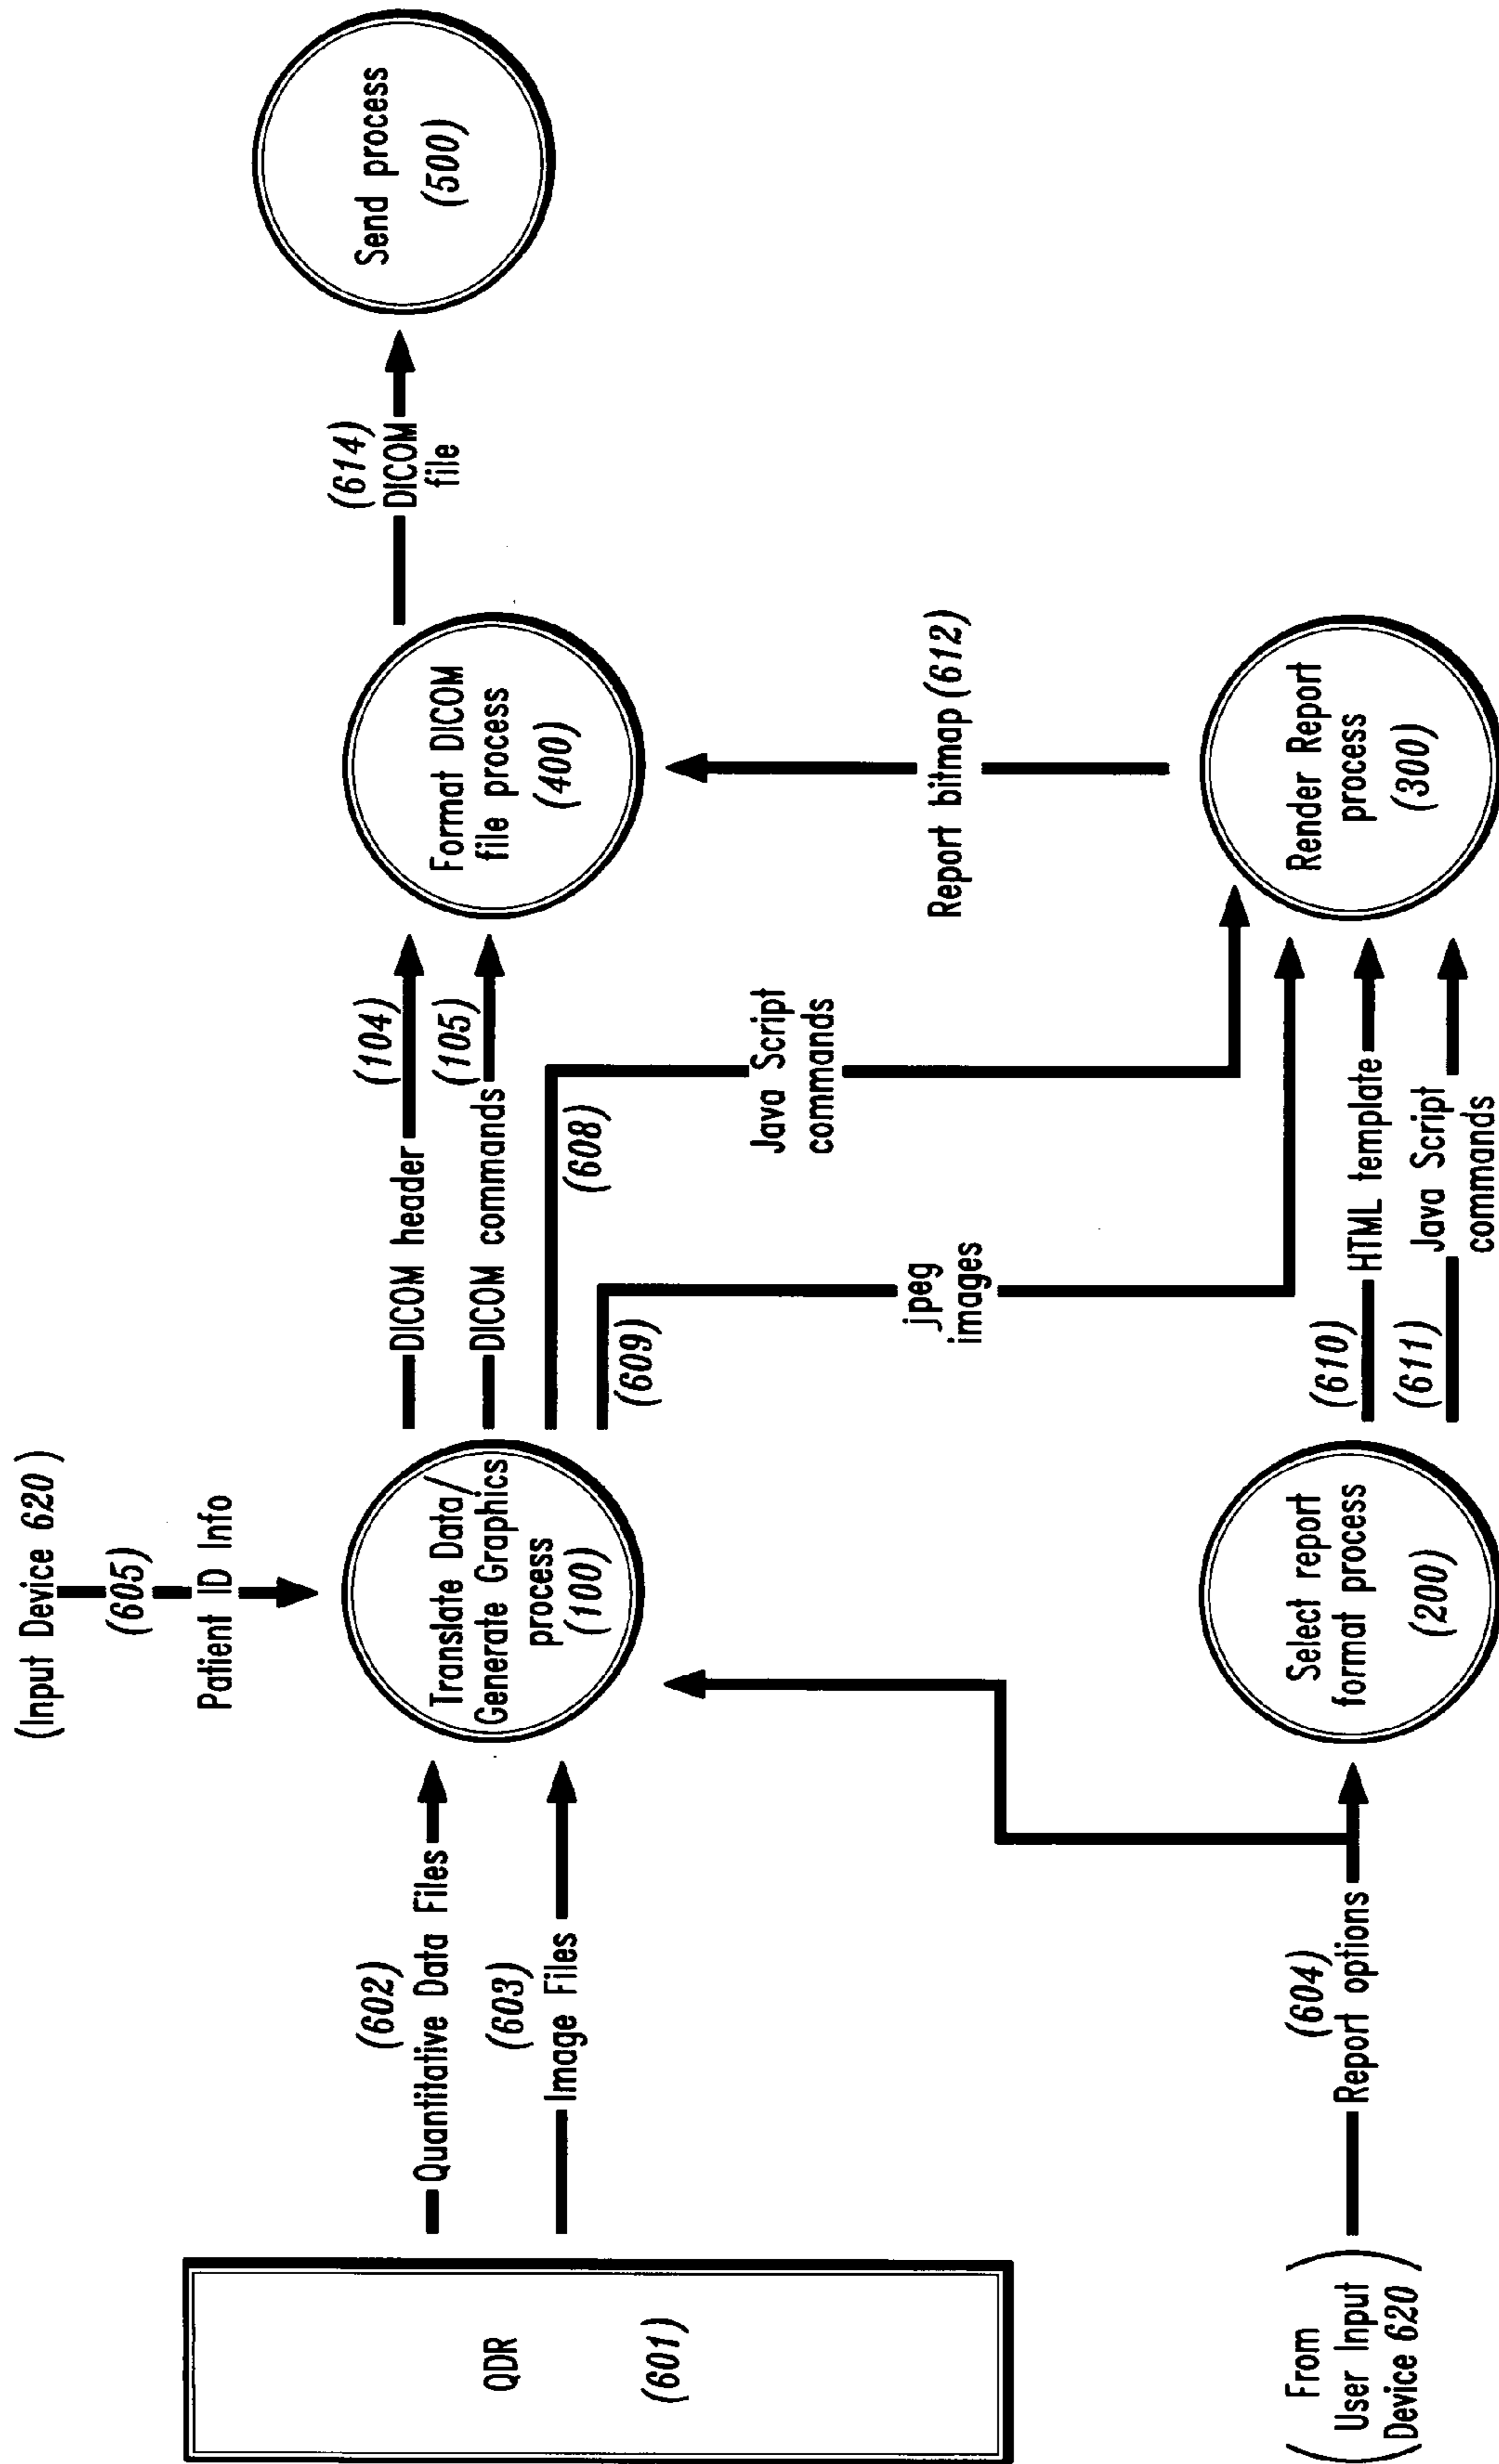 (Input Device 620 )
(605)
Patient ID Info
QDR
(601)
(602)
Quantitative Data Files
(603)
Image Files
Translate Data/
Generate Graphics
process
(100)
(104)
DICOM header
(105)
DICOM commands
(608)
Java Script
commands
(609)
jpeg
images
Format DICOM
file process
(400)
(614)
DICOM
file
Send process
(500)
Report bitmap (612)
(From
User Input
Device 620)
(604)
Report options
Select report
format process
(200)
(610)
HTML template
(611)
Java Script
commands
Render Report
process
(300)